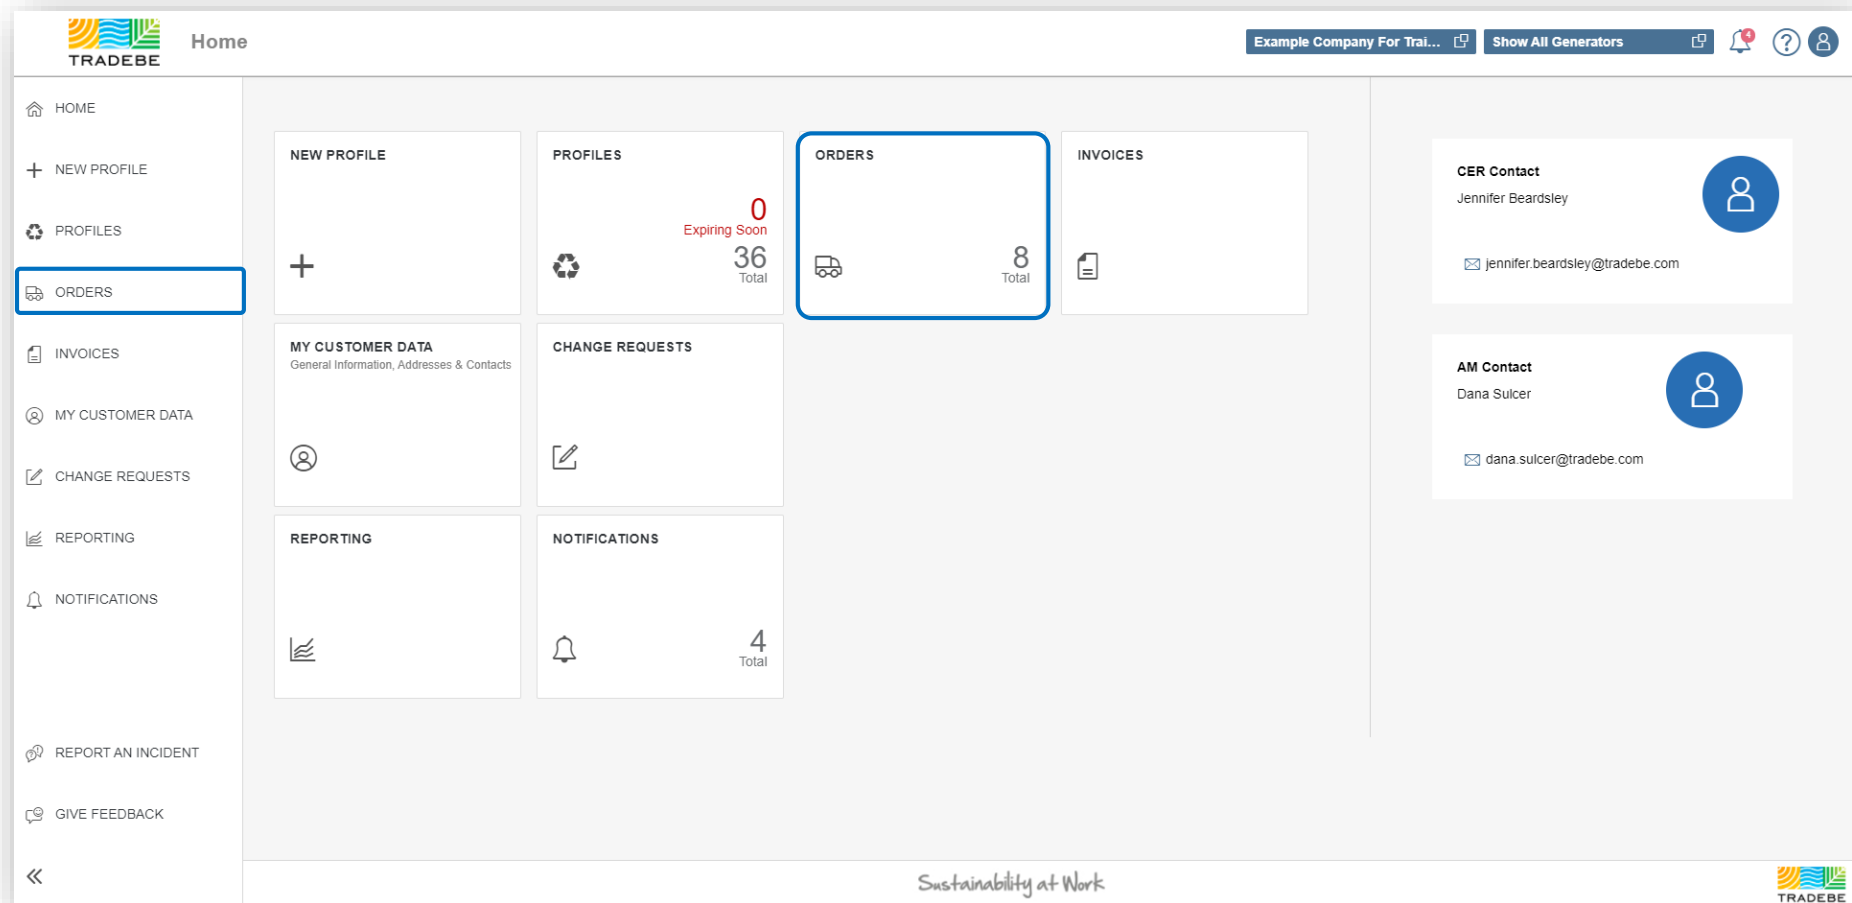 TRADEBE
Home
Example Company For Trai...
Show All Generators
4
HOME
NEW PROFILE
PROFILES
ORDERS
INVOICES
MY CUSTOMER DATA
CHANGE REQUESTS
REPORTING
NOTIFICATIONS
REPORT AN INCIDENT
GIVE FEEDBACK
NEW PROFILE
PROFILES
0
Expiring Soon
36
Total
ORDERS
8
Total
INVOICES
MY CUSTOMER DATA
General Information, Addresses & Contacts
CHANGE REQUESTS
REPORTING
NOTIFICATIONS
4
Total
CER Contact
Jennifer Beardsley
jennifer.beardsley@tradebe.com
AM Contact
Dana Sulcer
dana.sulcer@tradebe.com
Sustainability at Work
TRADEBE